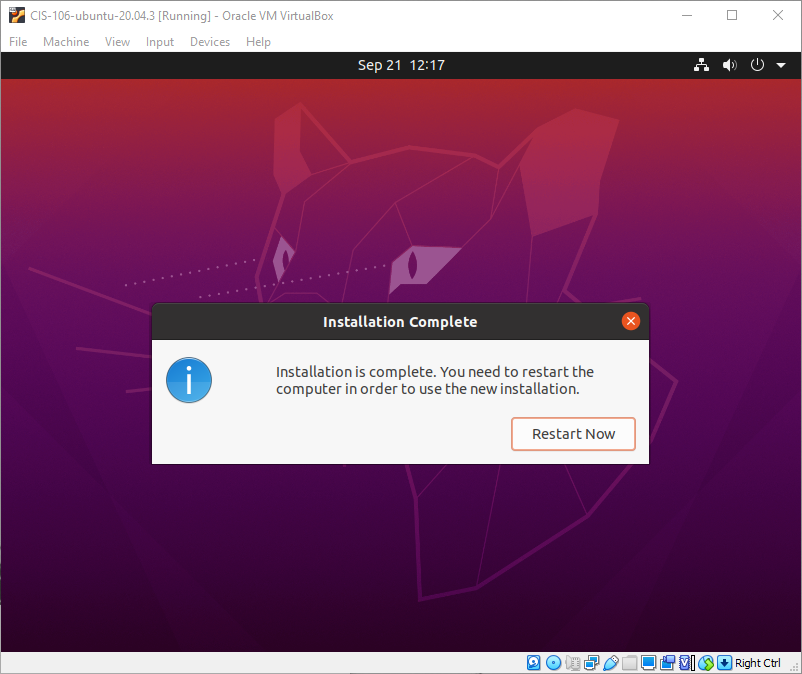 CIS-106-ubuntu-20.04.3 [Running] - Oracle VM VirtualBox
File Machine View Input Devices Help
Sep 21 12:17
Installation Complete
Installation is complete. You need to restart the
computer in order to use the new installation.
Restart Now
Right Ctrl